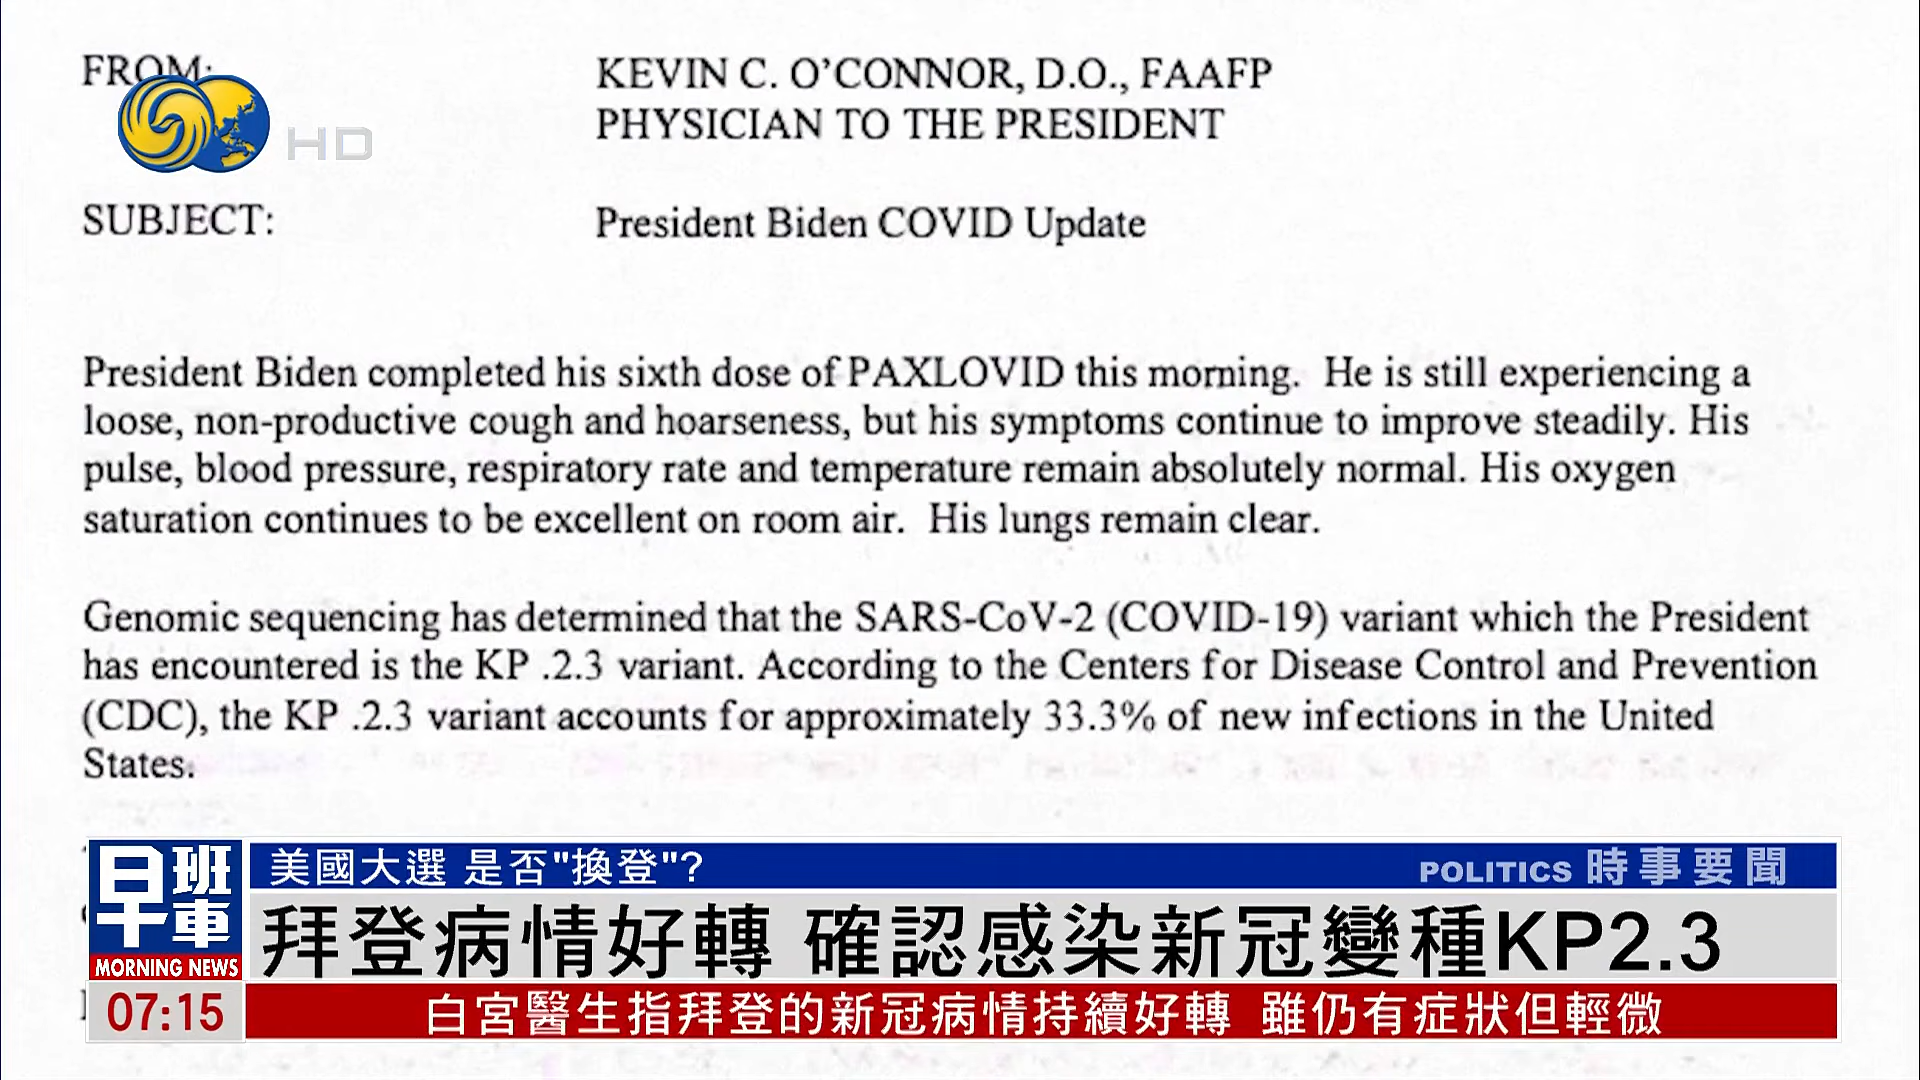 FROM:
KEVIN C. O'CONNOR, D.O., FAAFP
PHYSICIAN TO THE PRESIDENT
HD
SUBJECT:
President Biden COVID Update
President Biden completed his sixth dose of PAXLOVID this morning. He is still experiencing a
loose, non-productive cough and hoarseness, but his symptoms continue to improve steadily. His
pulse, blood pressure, respiratory rate and temperature remain absolutely normal. His oxygen
saturation continues to be excellent on room air. His lungs remain clear.
Genomic sequencing has determined that the SARS-CoV-2 (COVID-19) variant which the President
has encountered is the KP .2.3 variant. According to the Centers for Disease Control and Prevention
(CDC), the KP .2.3 variant accounts for approximately 33.3% of new infections in the United
States.
早班車
MORNING NEWS
07:15
美國大選 是否"換登"?
POLITICS 時事要聞
拜登病情好轉 確認感染新冠變種KP2.3
白宮醫生指拜登的新冠病情持續好轉 雖仍有症狀但輕微